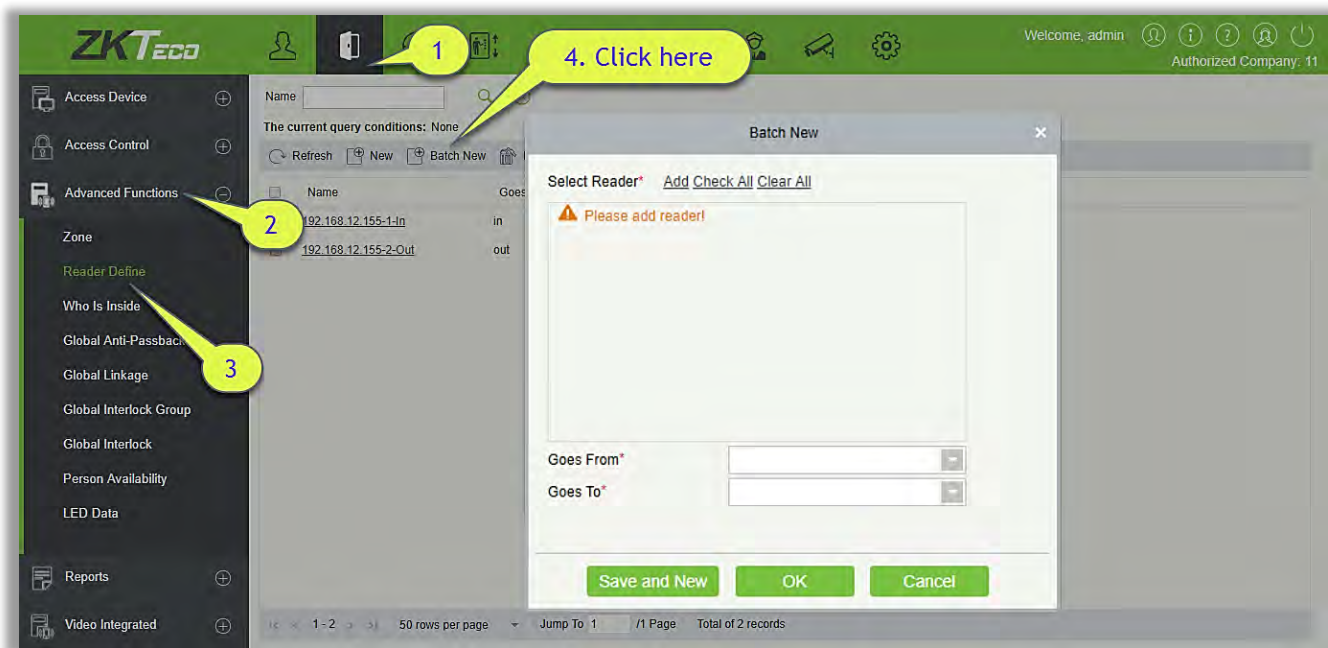 ZKTECO
1
4. Click here
Welcome, admin
Authorized Company: 11
Access Device
Access Control
Advanced Functions
2
Zone
Reader Define
Who Is Inside
Global Anti-Passback
3
Global Linkage
Global Interlock Group
Global Interlock
Person Availability
LED Data
Reports
Video Integrated
Name
The current query conditions: None
Refresh New Batch New
Name Goes
192.168.12.155-1-In in
192.168.12.155-2-Out out
Batch New
Select Reader* Add Check All Clear All
Please add reader!
Goes From*
Goes To*
Save and New OK Cancel
1 - 2 50 rows per page Jump To 1 /1 Page Total of 2 records